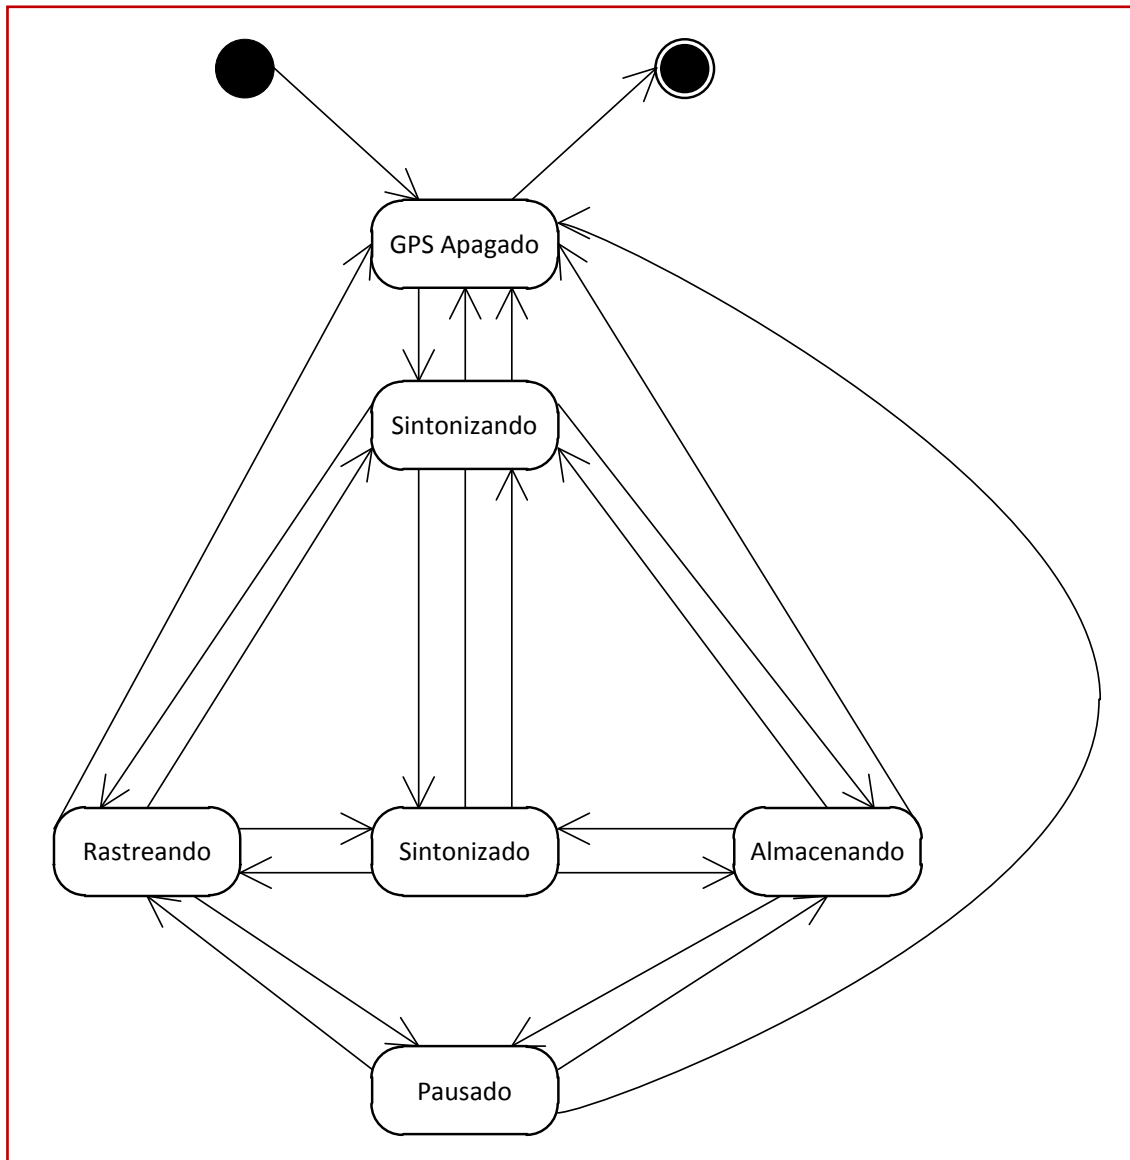 GPS Apagado
Sintonizando
Rastreando
Sintonizado
Almacenando
Pausado